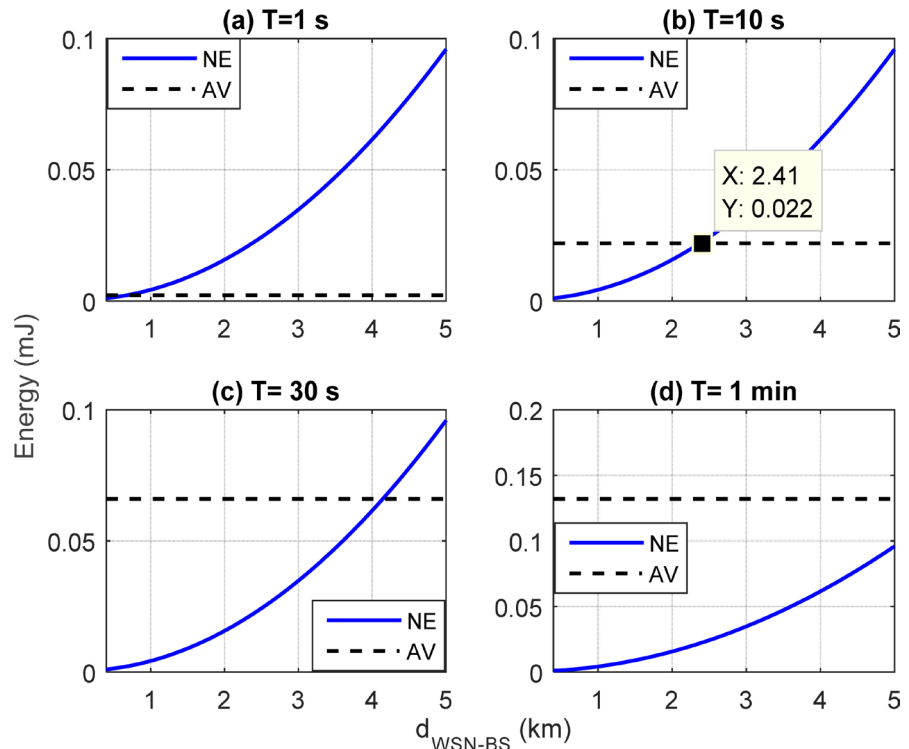 (a) T=1 s
0.1
0.05
0
NE
AV
1 2 3 4 5
(b) T=10 s
0.1
0.05
0
NE
AV
X: 2.41
Y: 0.022
1 2 3 4 5
Energy (mJ)
(c) T= 30 s
0.1
0.05
0
NE
AV
1 2 3 4 5
(d) T= 1 min
0.2
0.15
0.1
0.05
0
NE
AV
1 2 3 4 5
d WSN-BS (km)